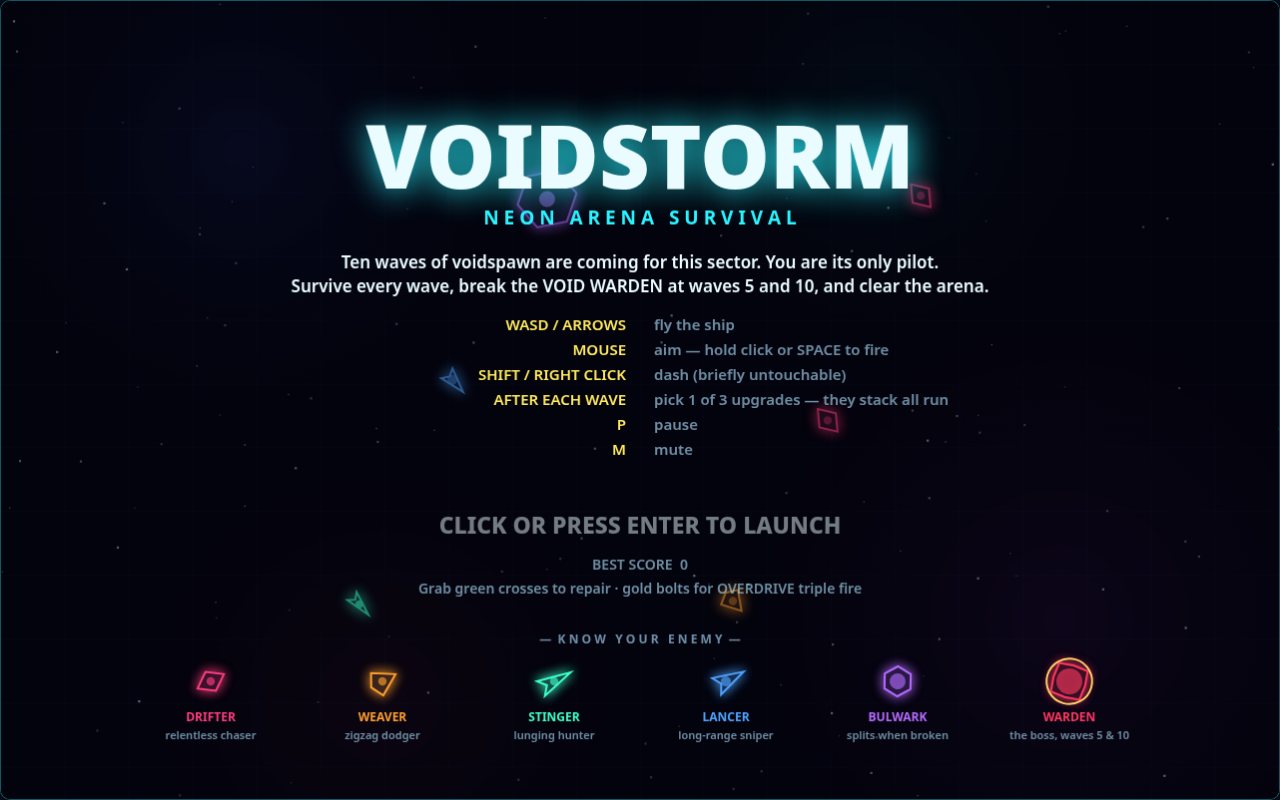 VOIDSTORM
NEON ARENA SURVIVAL
Ten waves of voidspawn are coming for this sector. You are its only pilot.
Survive every wave, break the VOID WARDEN at waves 5 and 10, and clear the arena.
WASD / ARROWS fly the ship
MOUSE aim — hold click or SPACE to fire
SHIFT / RIGHT CLICK dash (briefly untouchable)
AFTER EACH WAVE pick 1 of 3 upgrades — they stack all run
P pause
M mute
CLICK OR PRESS ENTER TO LAUNCH
BEST SCORE 0
Grab green crosses to repair · gold bolts for OVERDRIVE triple fire
— KNOW YOUR ENEMY —
DRIFTER WEAVER STINGER LANCER BULWARK WARDEN
relentless chaser zigzag dodger lunging hunter long-range sniper splits when broken the boss, waves 5 & 10